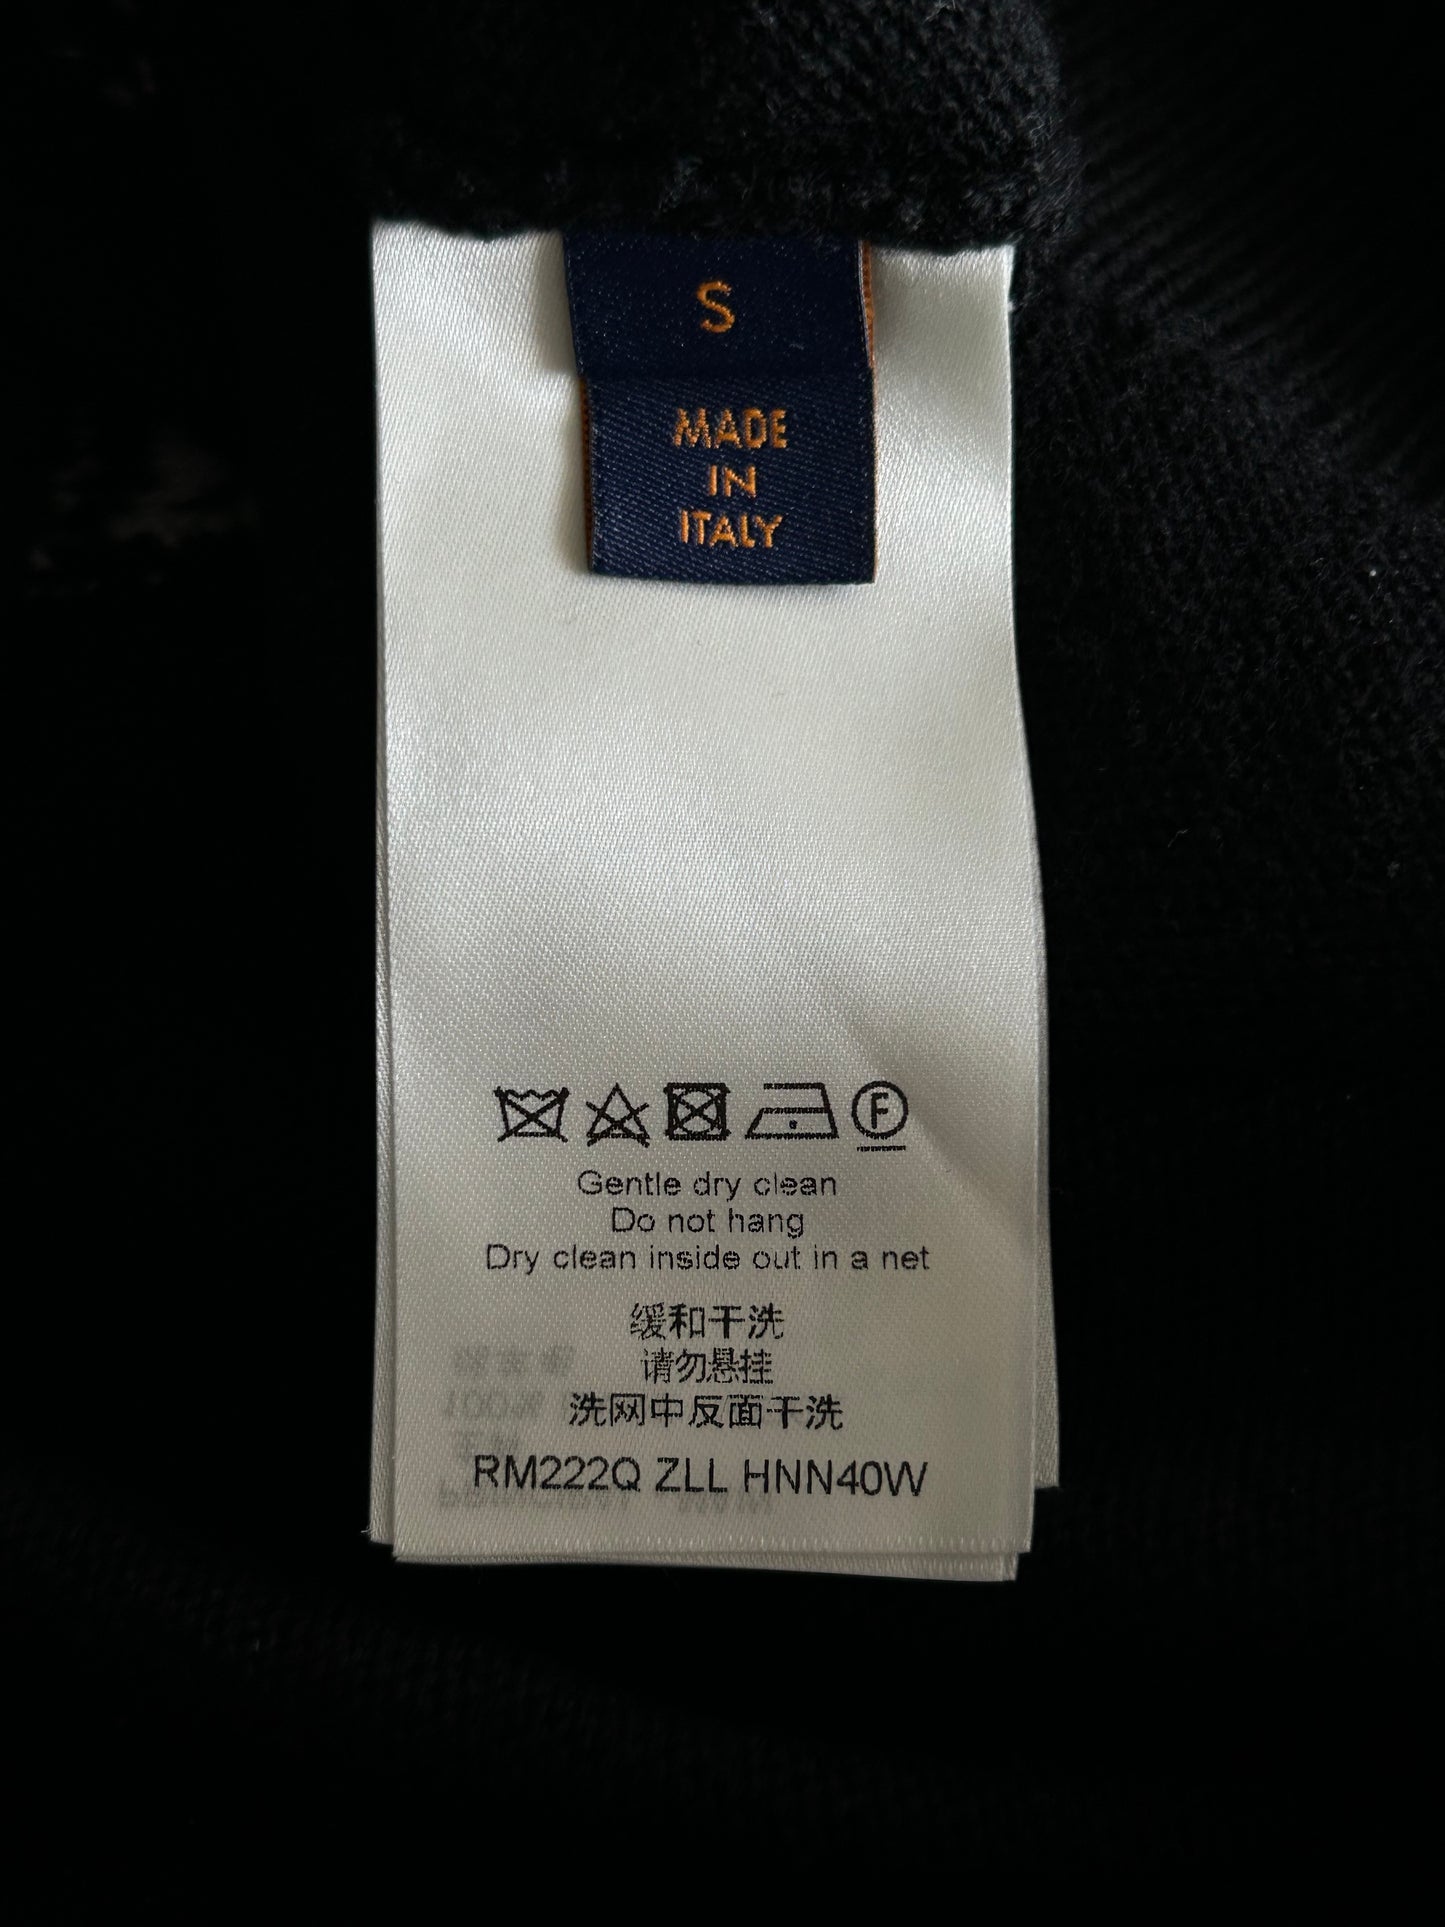 S
MADE
IN
ITALY
F
Gentle dry clean
Do not hang
Dry clean inside out in a net
缓和干洗
请勿悬挂
洗网中反面干洗
RM222Q ZLL HNN40W